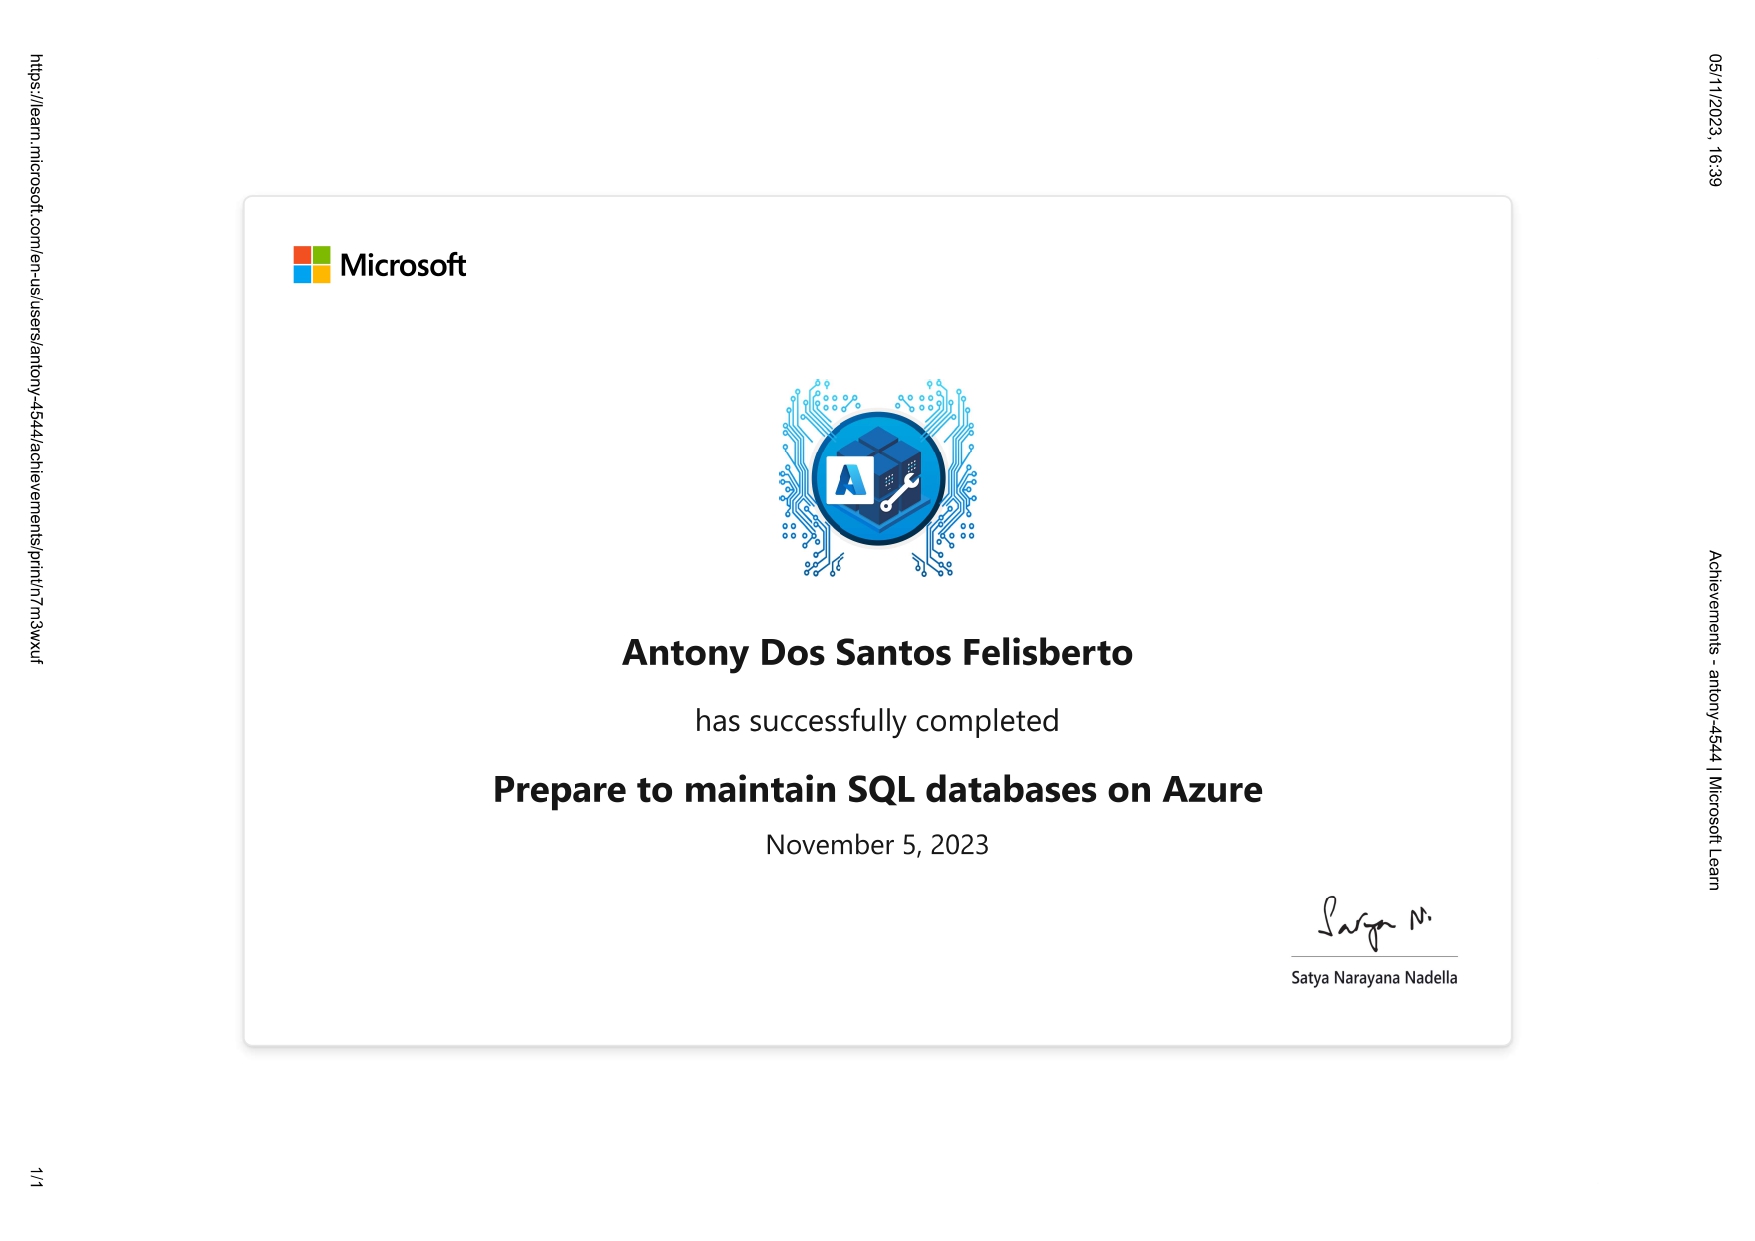 05/11/2023, 16:39
Achievements - antony-4544 | Microsoft Learn
Microsoft
A
Antony Dos Santos Felisberto
has successfully completed
Prepare to maintain SQL databases on Azure
November 5, 2023
Satya N.
Satya Narayana Nadella
https://learn.microsoft.com/en-us/users/antony-4544/achievements/print/n7m3wxuf
1/1